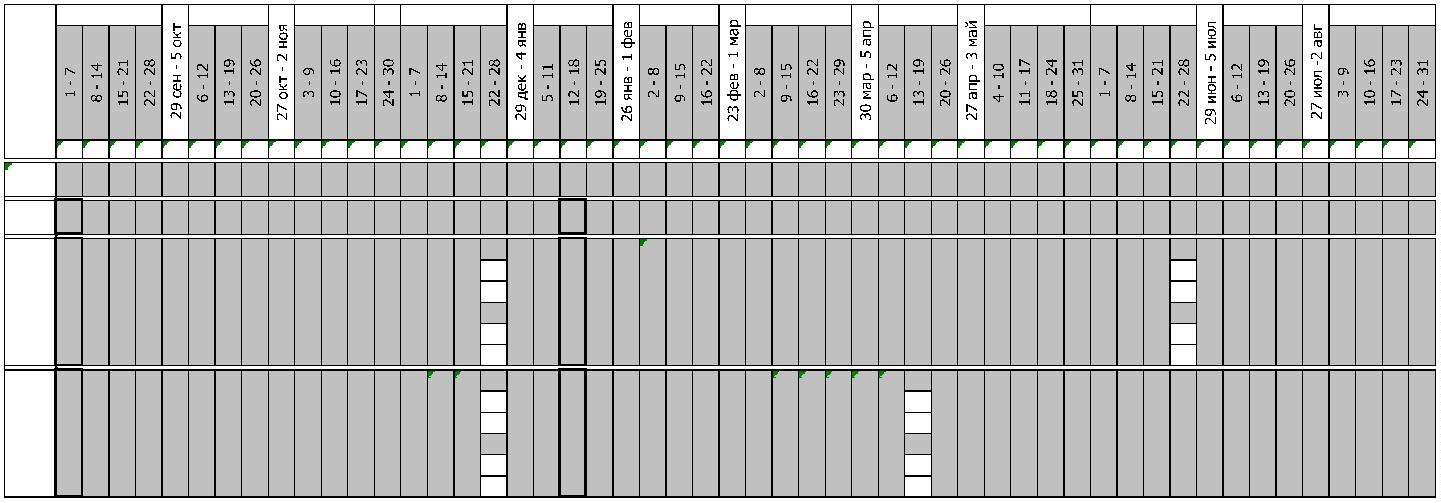 1 - 7
8 - 14
15 - 21
22 - 28
29 сен - 5 окт
6 - 12
13 - 19
20 - 26
27 окт - 2 ноя
3 - 9
10 - 16
17 - 23
24 - 30
1 - 7
8 - 14
15 - 21
22 - 28
29 дек - 4 янв
5 - 11
12 - 18
19 - 25
26 янв - 1 фев
2 - 8
9 - 15
16 - 22
23 фев - 1 мар
2 - 8
9 - 15
16 - 22
23 - 29
30 мар - 5 апр
6 - 12
13 - 19
20 - 26
27 апр - 3 май
4 - 10
11 - 17
18 - 24
25 - 31
1 - 7
8 - 14
15 - 21
22 - 28
29 июн - 5 июл
6 - 12
13 - 19
20 - 26
27 июл -2 авг
3 - 9
10 - 16
17 - 23
24 - 31